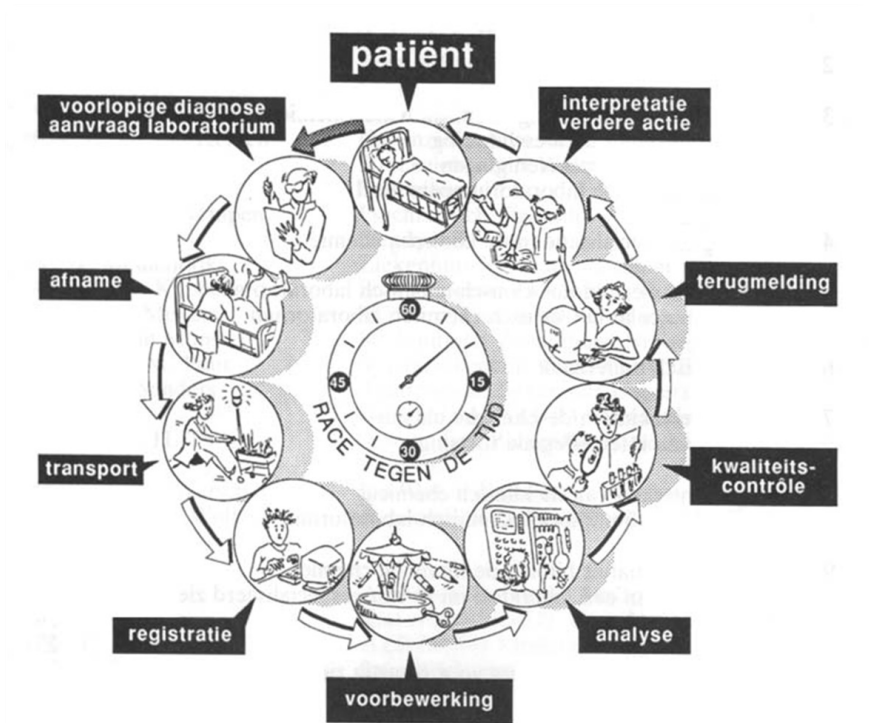 patiënt
voorlopige diagnose
aanvraag laboratorium
afname
transport
registratie
voorbewerking
analyse
kwaliteits-
contrôle
terugmelding
interpretatie
verdere actie
60
15
30
45
RACE TEGEN DE TIJD